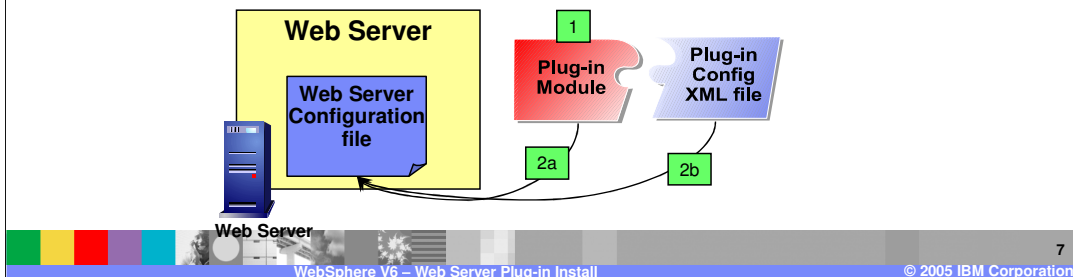 Web Server
Web Server
Configuration
file
1
Plug-in
Module
Plug-in
Config
XML file
2a
2b
Web Server
7
WebSphere V6 – Web Server Plug-in Install
© 2005 IBM Corporation